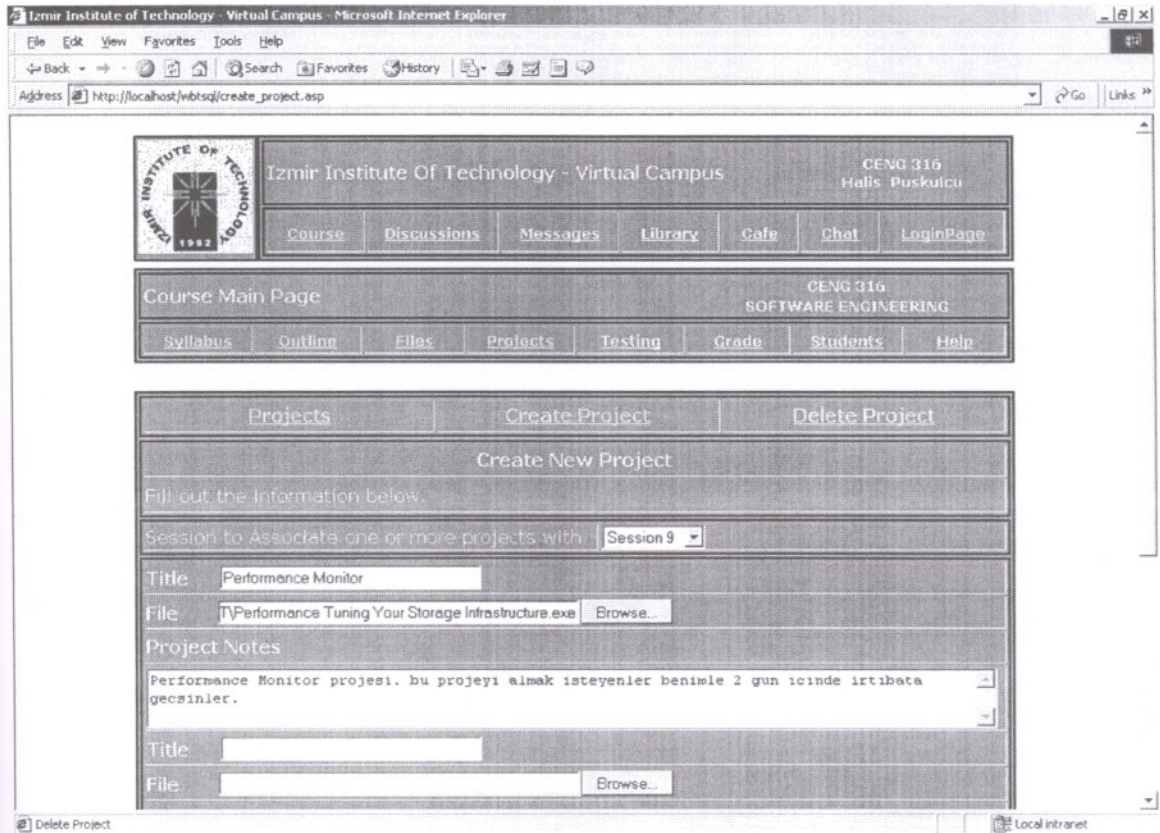 Izmir Institute of Technology - Virtual Campus - Microsoft Internet Explorer
File Edit View Favorites Tools Help
Back Search Favorites History
Address http://localhost/wbtsql/create_project.asp Go Links »
IZMIR INSTITUTE OF TECHNOLOGY
1992
Izmir Institute Of Technology - Virtual Campus
CENG 316
Halis Puskulcu
Course Discussions Messages Library Cafe Chat LoginPage
Course Main Page
CENG 316
SOFTWARE ENGINEERING
Syllabus Outline Files Projects Testing Grade Students Help
Projects Create Project Delete Project
Create New Project
Fill out the Information below.
Session to Associate one or more projects with Session 9
Title Performance Monitor
File T\Performance Tuning Your Storage Infrastructure.exe Browse...
Project Notes
Performance Monitor projesi. bu projeyi almak isteyenler benimle 2 gun icinde irtibata
gecsinler.
Title
File Browse...
Delete Project Local intranet